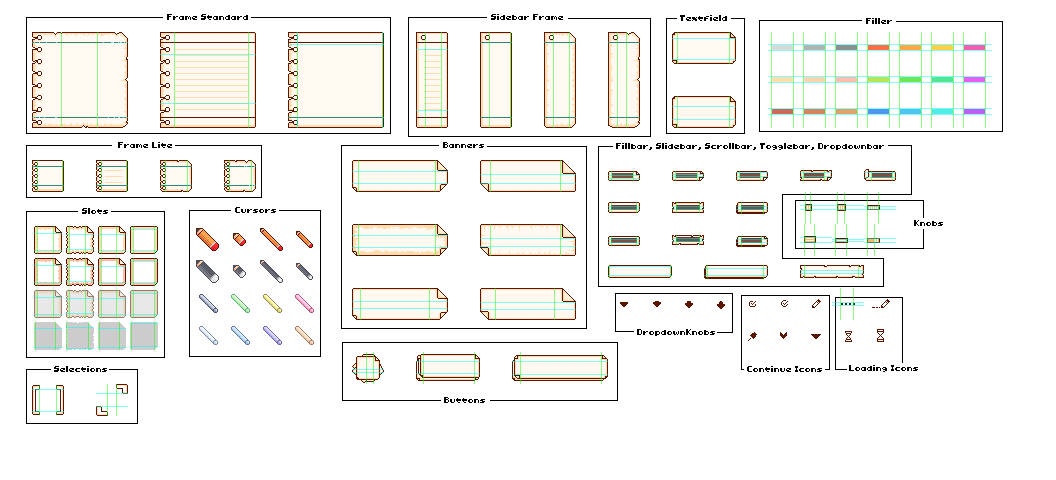 Frame Standard
Sidebar Frame
Textfield
Filler
Frame Lite
Banners
Fillbar, Slidebar, Scrollbar, Togglebar, Dropdownbar
Slots
Cursors
Knobs
DropdownKnobs
Selections
Continue Icons
Loading Icons
Buttons